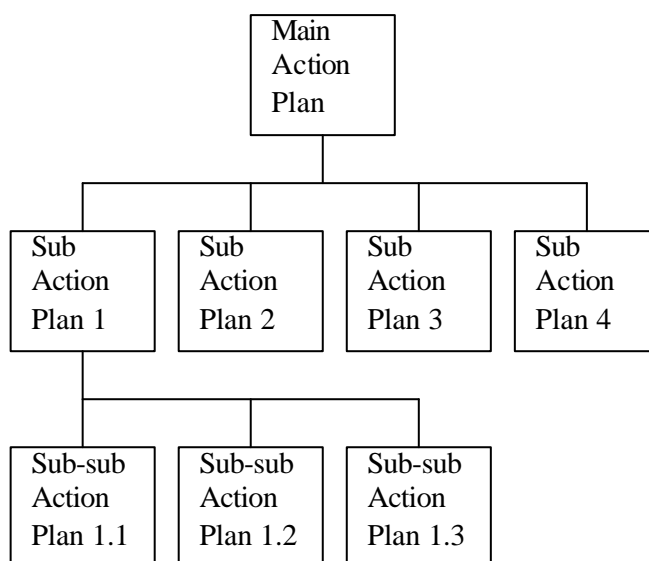 Main
Action
Plan
Sub
Action
Plan 1
Sub
Action
Plan 2
Sub
Action
Plan 3
Sub
Action
Plan 4
Sub-sub
Action
Plan 1.1
Sub-sub
Action
Plan 1.2
Sub-sub
Action
Plan 1.3